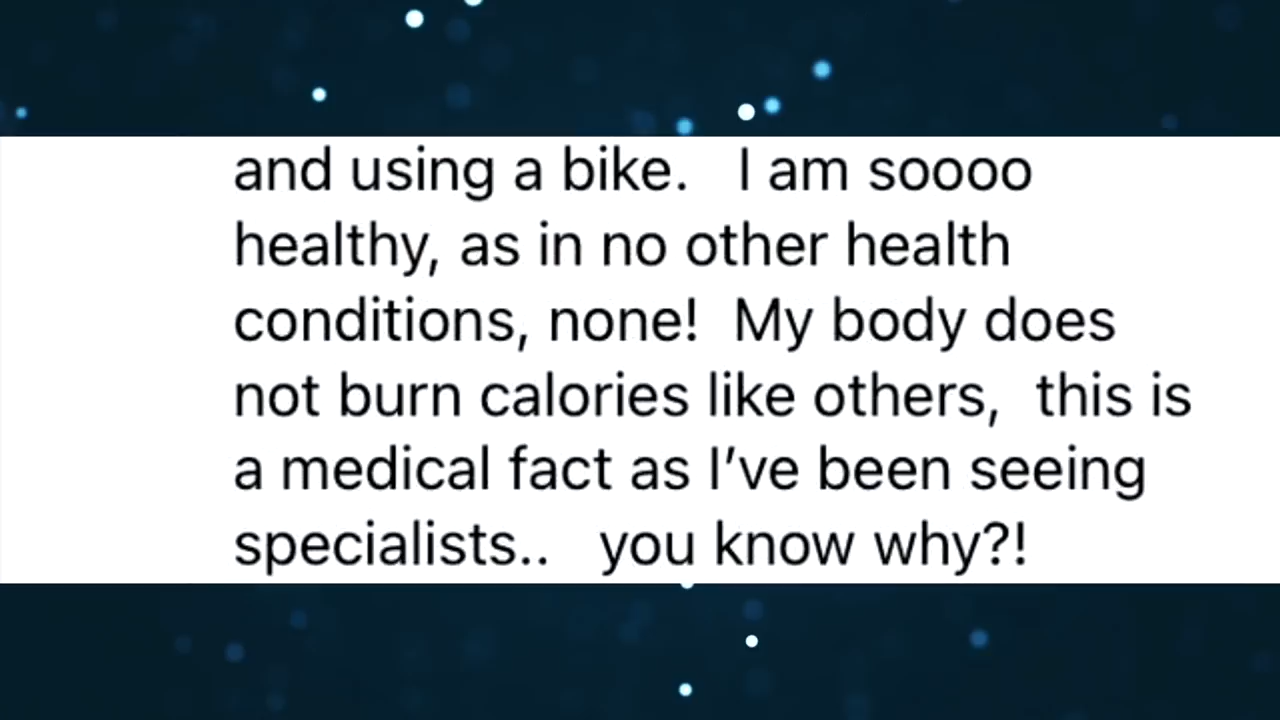 and using a bike.   I am soooo
healthy, as in no other health
conditions, none!  My body does
not burn calories like others,  this is
a medical fact as I’ve been seeing
specialists..   you know why?!